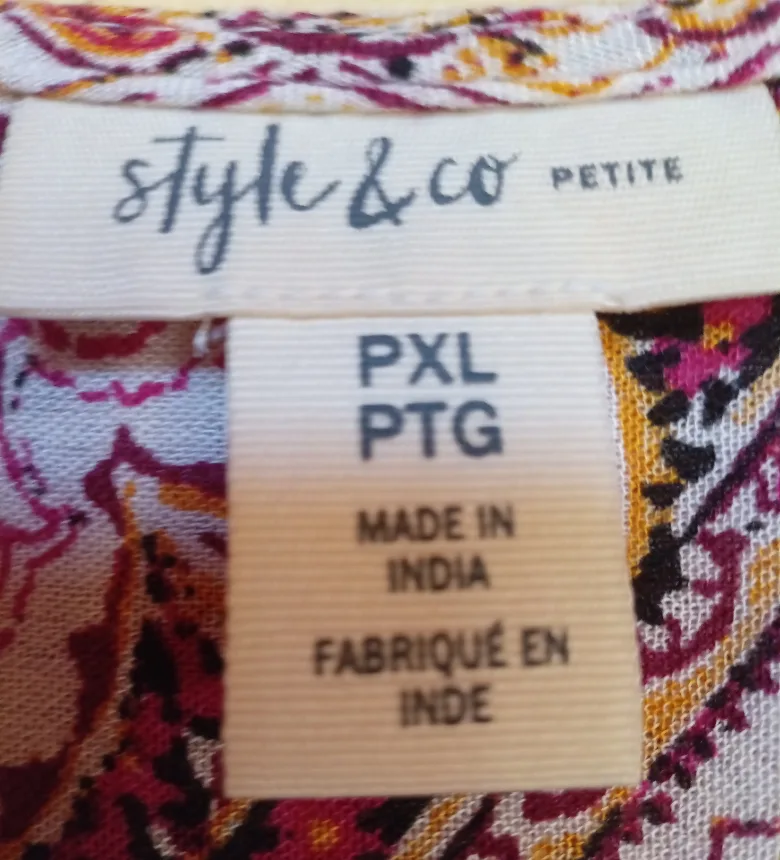 style & co PETITE
PXL
PTG
MADE IN
INDIA
FABRIQUÉ EN
INDE